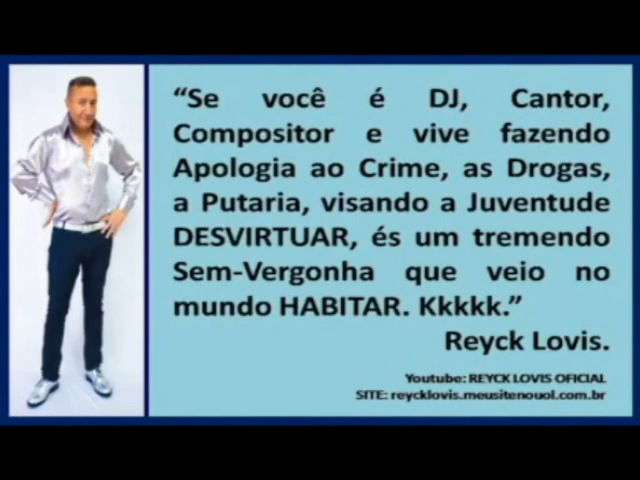 “Se você é DJ, Cantor,
Compositor e vive fazendo
Apologia ao Crime, as Drogas,
a Putaria, visando a Juventude
DESVIRTUAR, és um tremendo
Sem-Vergonha que veio no
mundo HABITAR. Kkkkk.”
Reyck Lovis.
Youtube: REYCK LOVIS OFICIAL
SITE: reycklovis.meusitenouol.com.br